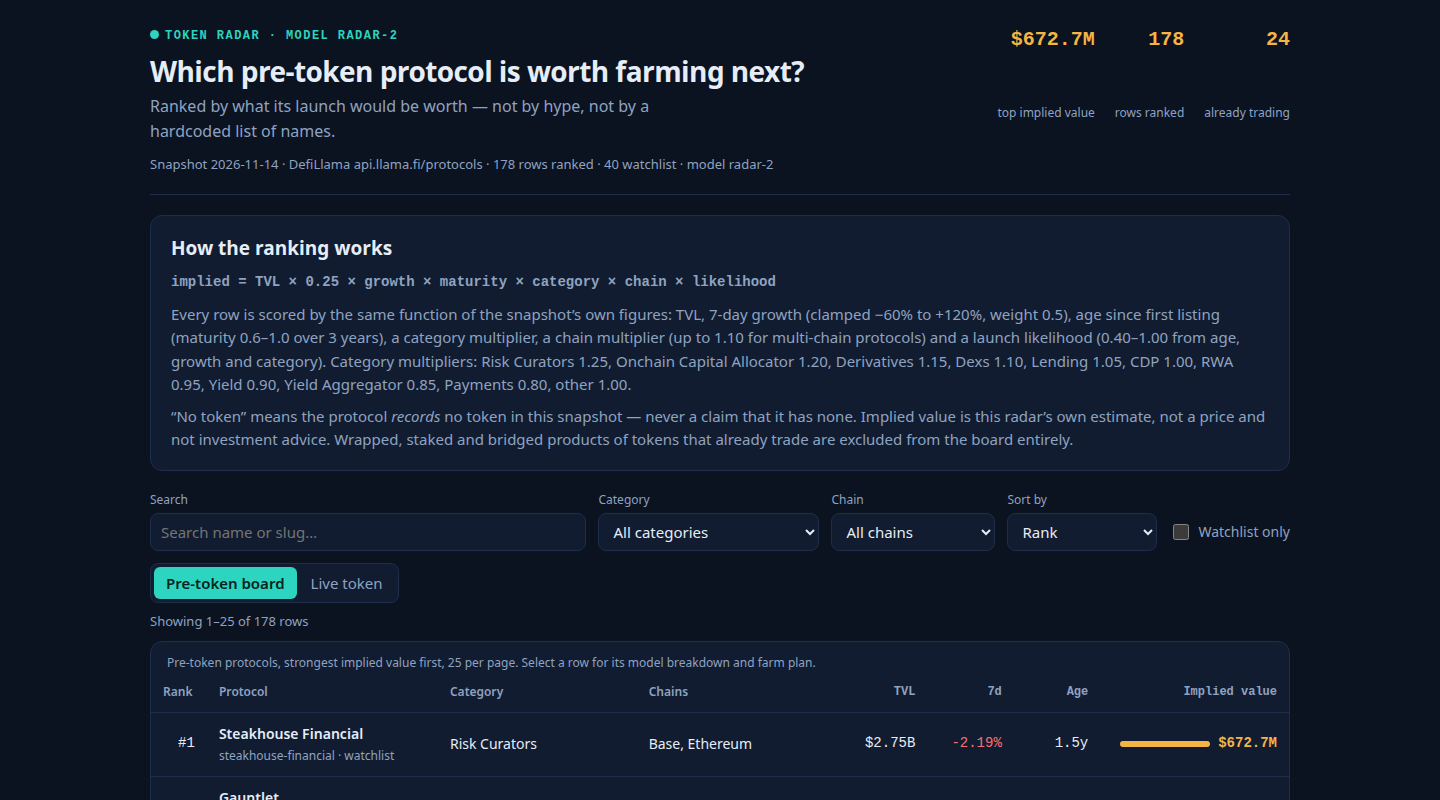 TOKEN RADAR · MODEL RADAR-2
Which pre-token protocol is worth farming next?
Ranked by what its launch would be worth — not by hype, not by a
hardcoded list of names.
Snapshot 2026-11-14 · DefiLlama api.llama.fi/protocols · 178 rows ranked · 40 watchlist · model radar-2
$672.7M 178 24
top implied value rows ranked already trading
How the ranking works
implied = TVL × 0.25 × growth × maturity × category × chain × likelihood
Every row is scored by the same function of the snapshot’s own figures: TVL, 7-day growth (clamped −60% to +120%, weight 0.5), age since first listing
(maturity 0.6–1.0 over 3 years), a category multiplier, a chain multiplier (up to 1.10 for multi-chain protocols) and a launch likelihood (0.40–1.00 from age,
growth and category). Category multipliers: Risk Curators 1.25, Onchain Capital Allocator 1.20, Derivatives 1.15, Dexs 1.10, Lending 1.05, CDP 1.00, RWA
0.95, Yield 0.90, Yield Aggregator 0.85, Payments 0.80, other 1.00.
“No token” means the protocol records no token in this snapshot — never a claim that it has none. Implied value is this radar’s own estimate, not a price and
not investment advice. Wrapped, staked and bridged products of tokens that already trade are excluded from the board entirely.
Search Category Chain Sort by
Search name or slug… All categories All chains Rank Watchlist only
Pre-token board Live token
Showing 1–25 of 178 rows
Pre-token protocols, strongest implied value first, 25 per page. Select a row for its model breakdown and farm plan.
Rank Protocol Category Chains TVL 7d Age Implied value
#1 Steakhouse Financial Risk Curators Base, Ethereum $2.75B -2.19% 1.5y $672.7M
steakhouse-financial · watchlist
Gauntlet